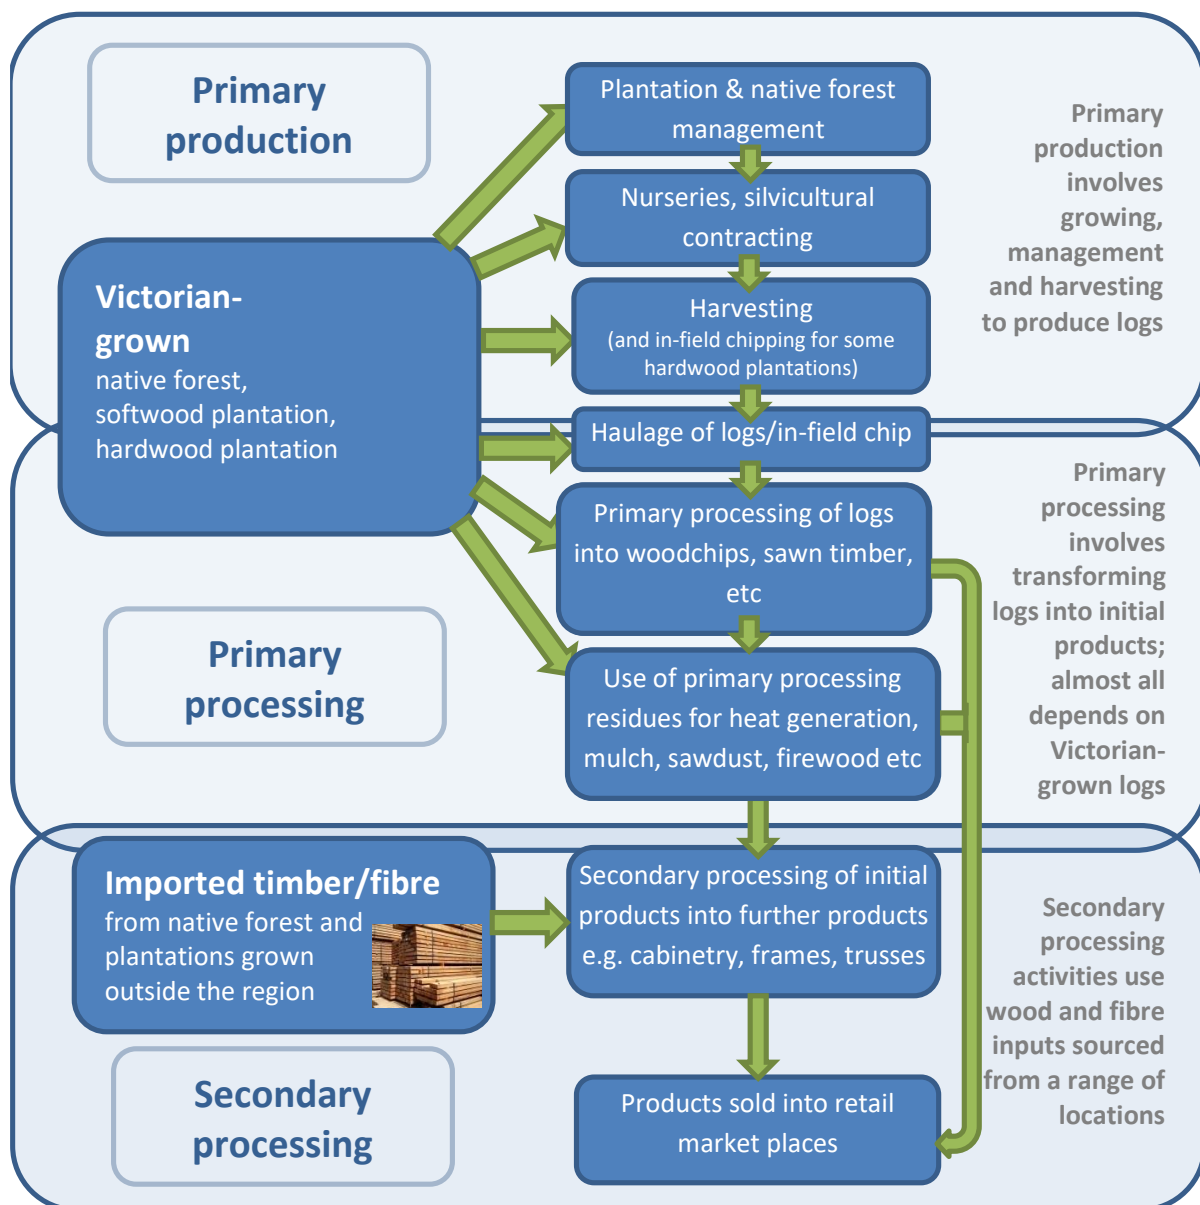 Primary
production
Plantation & native forest
management
Nurseries, silvicultural
contracting
Harvesting
(and in-field chipping for some
hardwood plantations)
Primary
production
involves
growing,
management
and harvesting
to produce logs
Victorian-
grown
native forest,
softwood plantation,
hardwood plantation
Haulage of logs/in-field chip
Primary processing of logs
into woodchips, sawn timber,
etc
Primary
processing
Use of primary processing
residues for heat generation,
mulch, sawdust, firewood etc
Primary
processing
involves
transforming
logs into initial
products;
almost all
depends on
Victorian-
grown logs
Imported timber/fibre
from native forest and
plantations grown
outside the region
Secondary processing of initial
products into further products
e.g. cabinetry, frames, trusses
Secondary
processing
Products sold into retail
market places
Secondary
processing
activities use
wood and fibre
inputs sourced
from a range of
locations